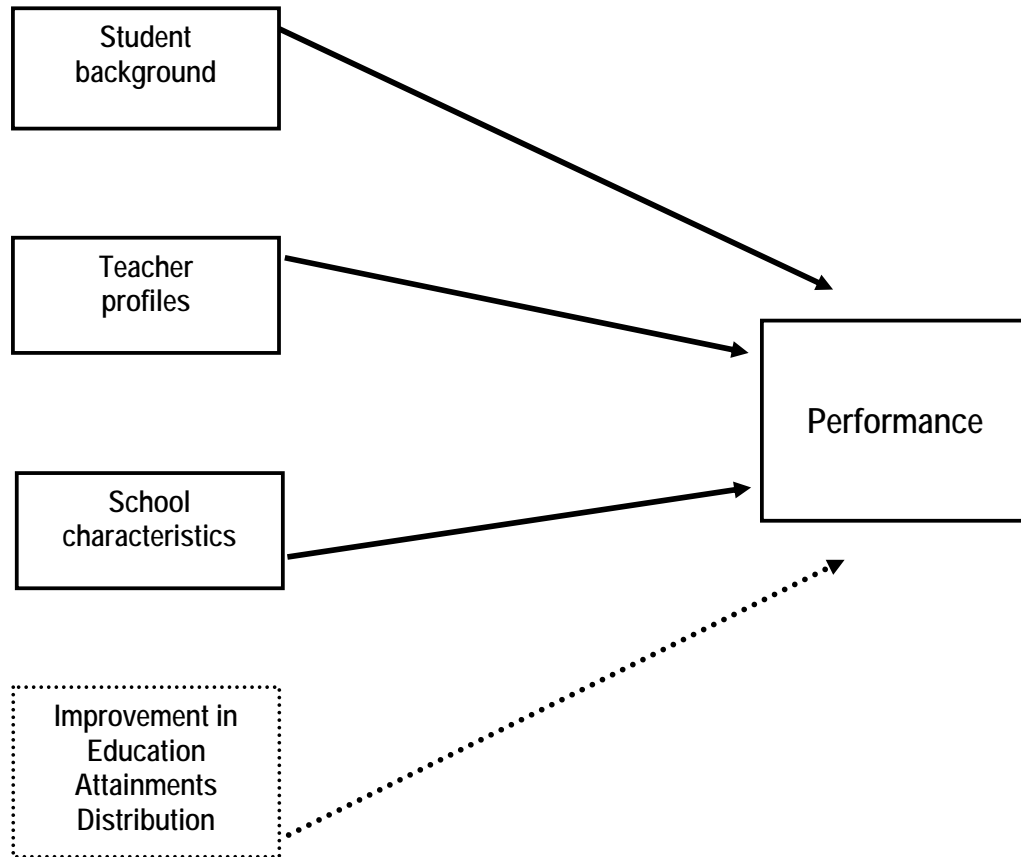 Student
background
Teacher
profiles
Performance
School
characteristics
Improvement in
Education
Attainments
Distribution